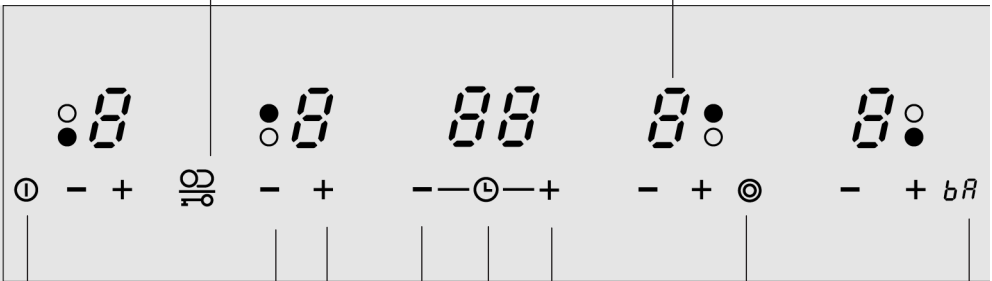 8 8 88 8 8
− + − + − + − + − + bA